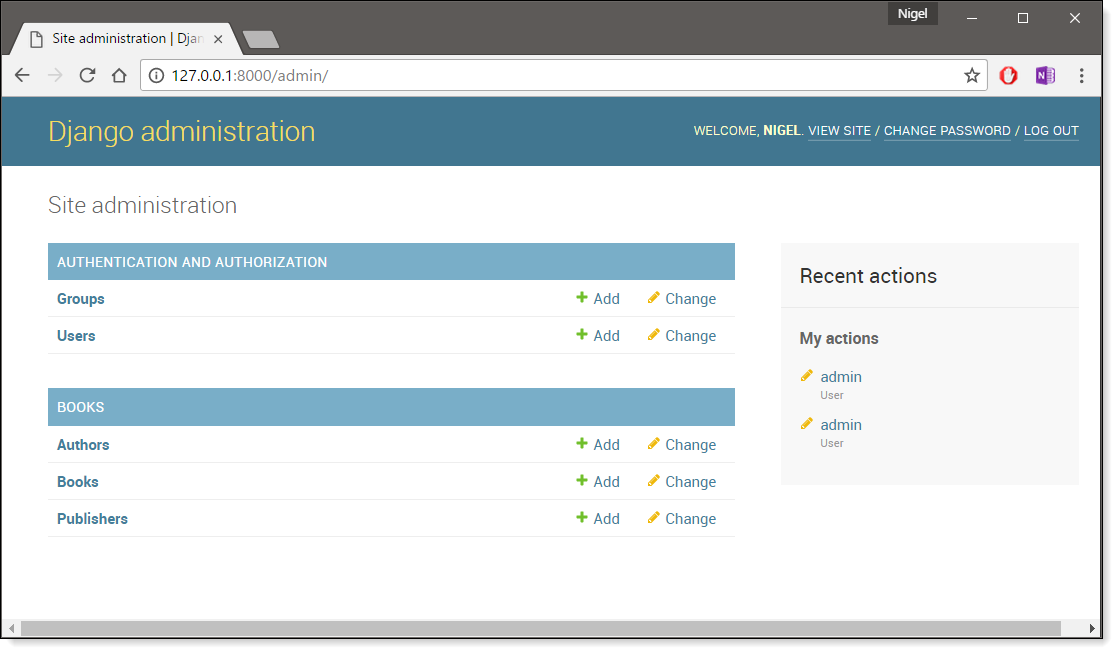 Nigel
Site administration | Djan
127.0.0.1:8000/admin/
Django administration
WELCOME, NIGEL. VIEW SITE / CHANGE PASSWORD / LOG OUT
Site administration
AUTHENTICATION AND AUTHORIZATION
Groups Add Change
Users Add Change
BOOKS
Authors Add Change
Books Add Change
Publishers Add Change
Recent actions
My actions
admin
User
admin
User